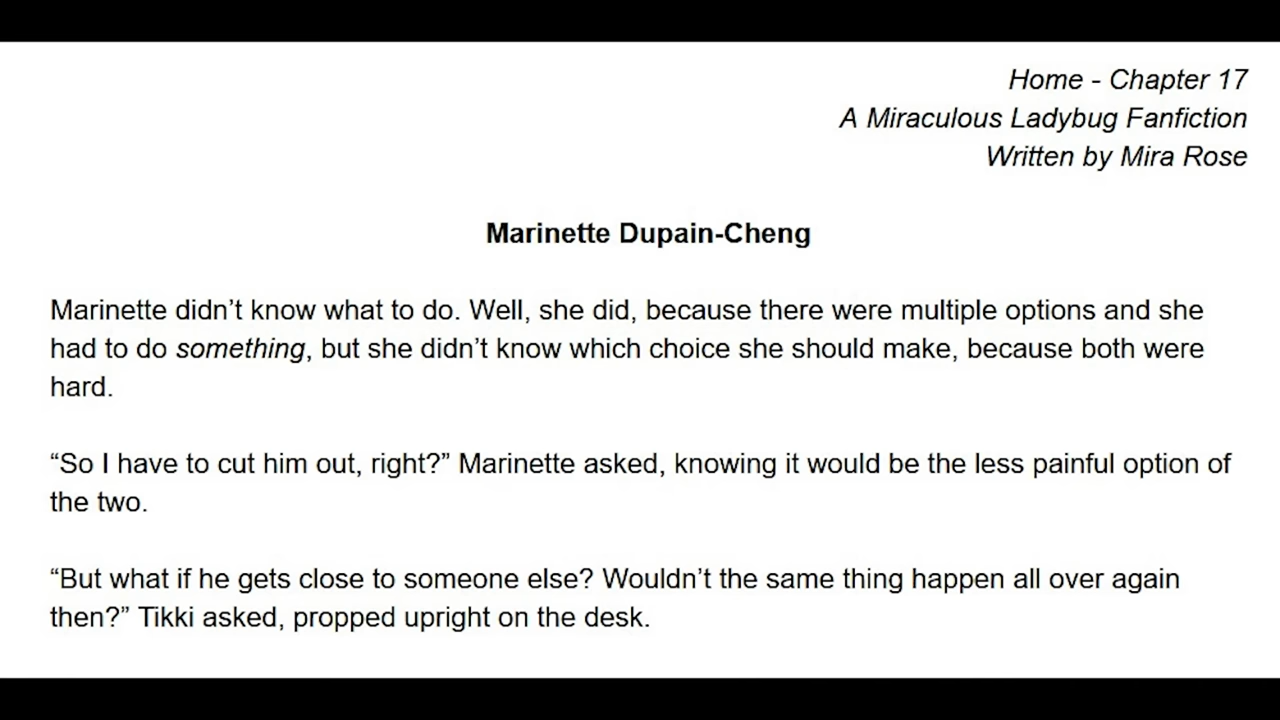 Home - Chapter 17
A Miraculous Ladybug Fanfiction
Written by Mira Rose
Marinette Dupain-Cheng
Marinette didn’t know what to do. Well, she did, because there were multiple options and she
had to do something, but she didn’t know which choice she should make, because both were
hard.
“So I have to cut him out, right?” Marinette asked, knowing it would be the less painful option of
the two.
“But what if he gets close to someone else? Wouldn’t the same thing happen all over again
then?” Tikki asked, propped upright on the desk.